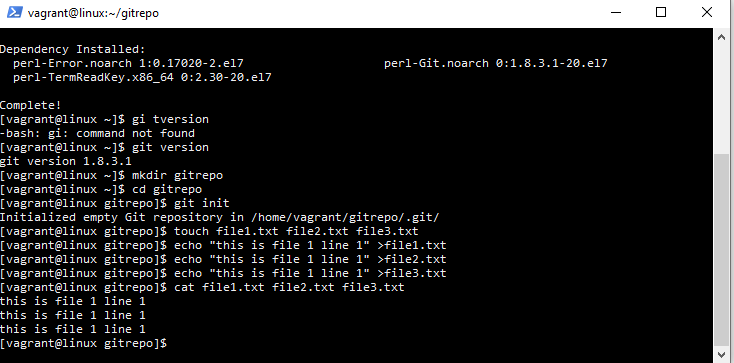 vagrant@linux:~/gitrepo
Dependency Installed:
perl-Error.noarch 1:0.17020-2.el7 perl-Git.noarch 0:1.8.3.1-20.el7
perl-TermReadKey.x86_64 0:2.30-20.el7
Complete!
[vagrant@linux ~]$ gi tversion
-bash: gi: command not found
[vagrant@linux ~]$ git version
git version 1.8.3.1
[vagrant@linux ~]$ mkdir gitrepo
[vagrant@linux ~]$ cd gitrepo
[vagrant@linux gitrepo]$ git init
Initialized empty Git repository in /home/vagrant/gitrepo/.git/
[vagrant@linux gitrepo]$ touch file1.txt file2.txt file3.txt
[vagrant@linux gitrepo]$ echo "this is file 1 line 1" >file1.txt
[vagrant@linux gitrepo]$ echo "this is file 1 line 1" >file2.txt
[vagrant@linux gitrepo]$ echo "this is file 1 line 1" >file3.txt
[vagrant@linux gitrepo]$ cat file1.txt file2.txt file3.txt
this is file 1 line 1
this is file 1 line 1
this is file 1 line 1
[vagrant@linux gitrepo]$